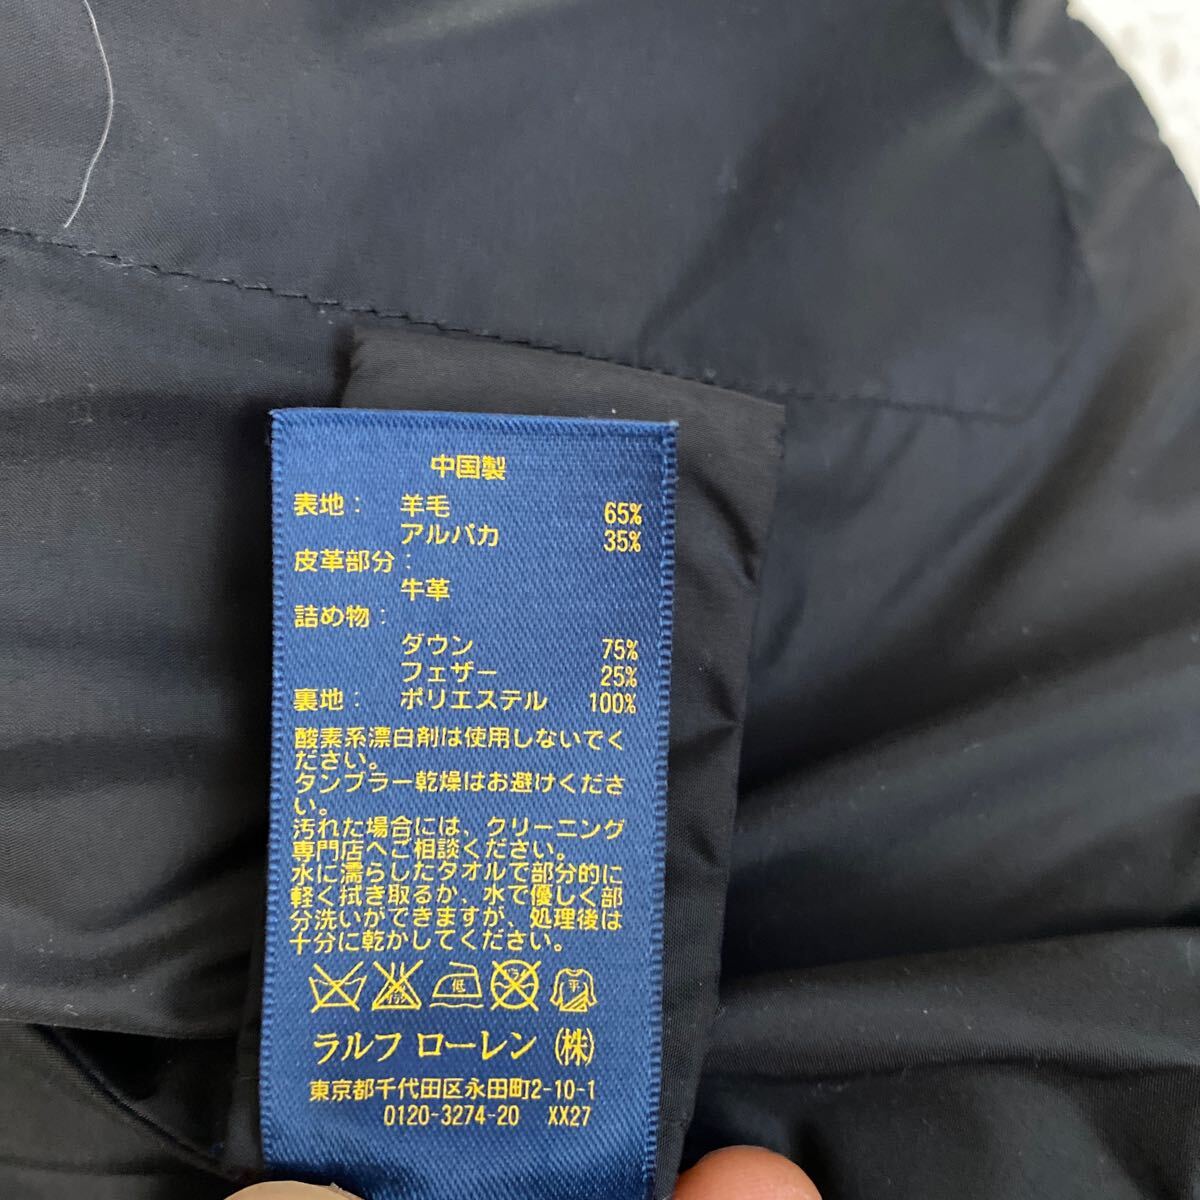 中国製
表地： 羊毛 65%
アルパカ 35%
皮革部分：
牛革
詰め物：
ダウン 75%
フェザー 25%
裏地： ポリエステル 100%
酸素系漂白剤は使用しないでく
ださい。
タンブラー乾燥はお避けくださ
い。
汚れた場合には、クリーニング
専門店へご相談ください。
水に濡らしたタオルで部分的に
軽く拭き取るか、水で優しく部
分洗いができますが、処理後は
十分に乾かしてください。
低 平
ラルフ ローレン (株)
東京都千代田区永田町2-10-1
0120-3274-20 XX27